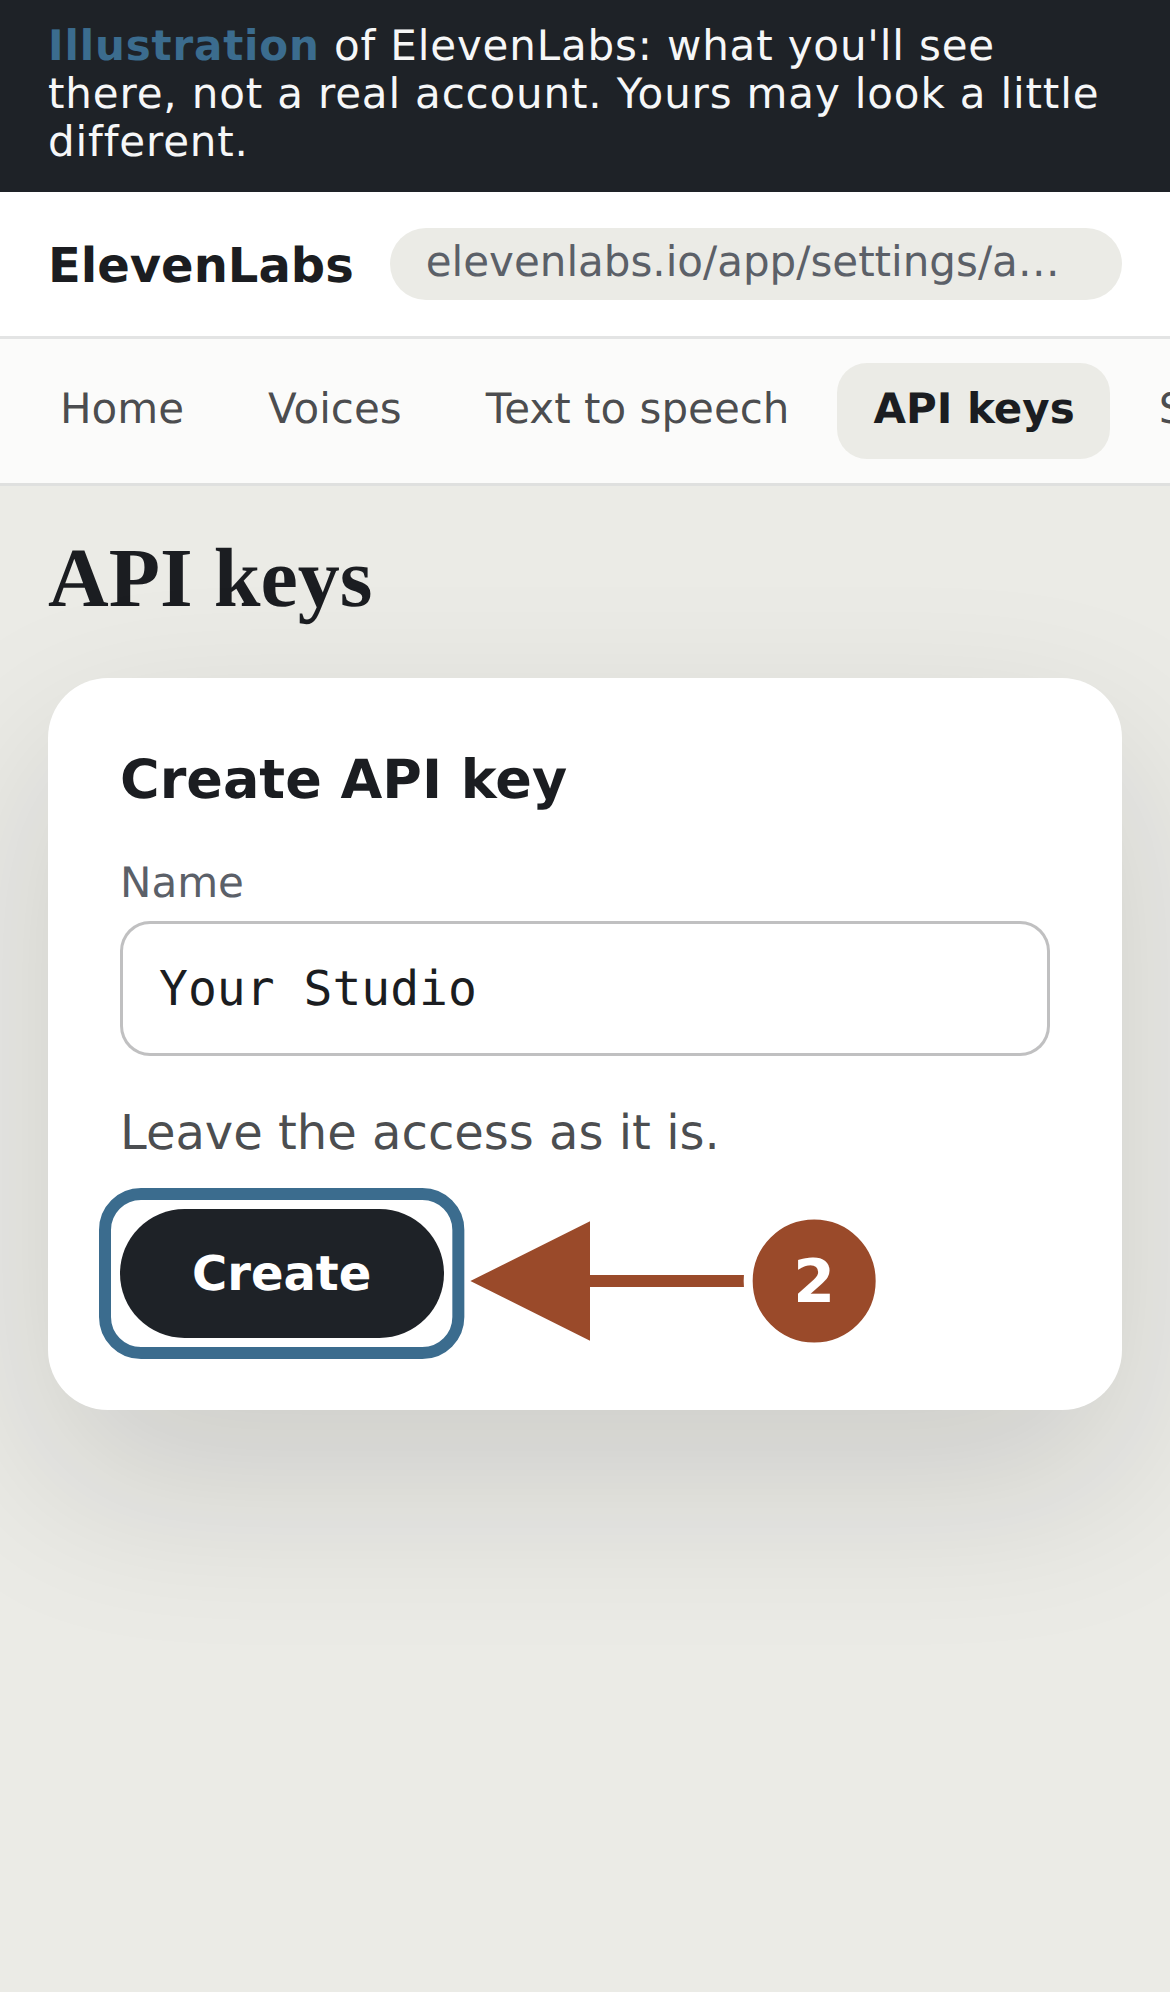 Illustration of ElevenLabs: what you'll see
there, not a real account. Yours may look a little
different.
ElevenLabs
elevenlabs.io/app/settings/a...
Home Voices Text to speech API keys S
API keys
Create API key
Name
Your Studio
Leave the access as it is.
Create
2